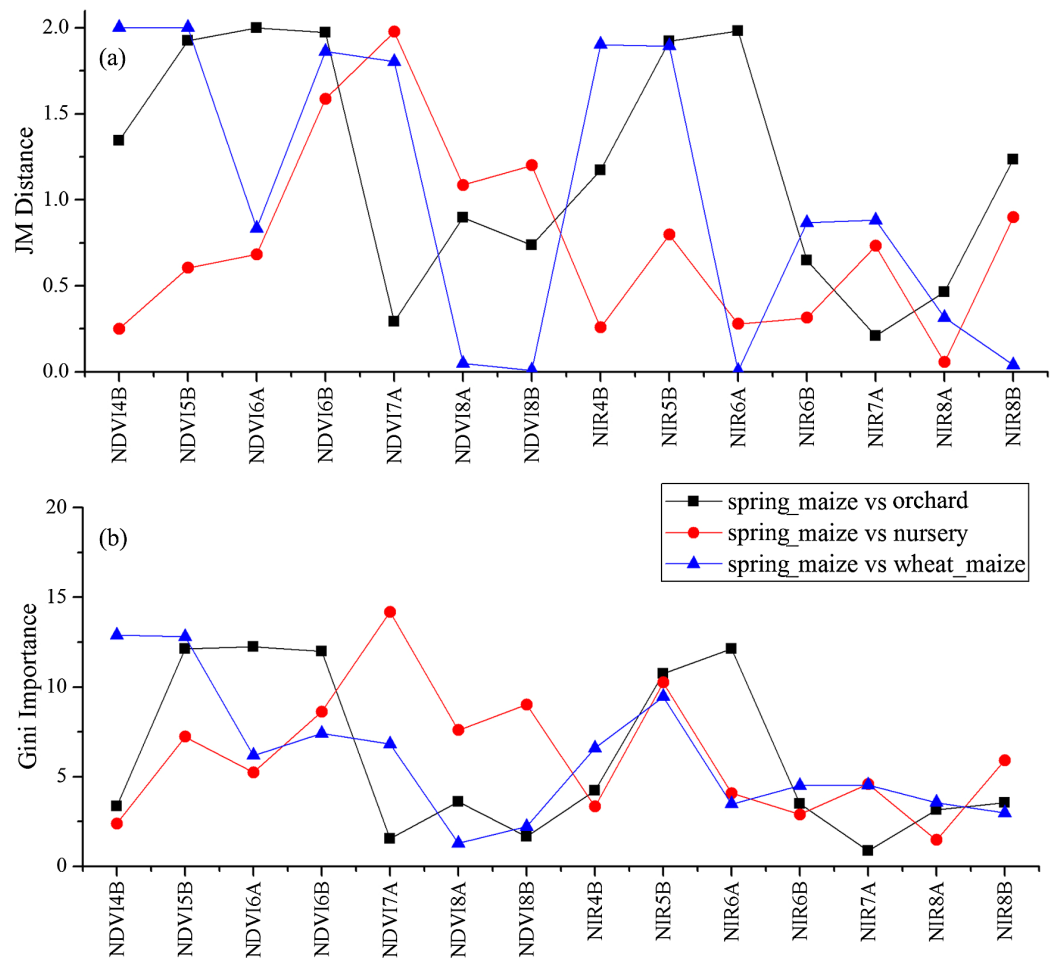 (a)
JM Distance
2.0
1.5
1.0
0.5
0.0
NDVI4B
NDVI5B
NDVI6A
NDVI6B
NDVI7A
NDVI8A
NDVI8B
NIR4B
NIR5B
NIR6A
NIR6B
NIR7A
NIR8A
NIR8B
(b)
Gini Importance
20
15
10
5
0
spring_maize vs orchard
spring_maize vs nursery
spring_maize vs wheat_maize
NDVI4B
NDVI5B
NDVI6A
NDVI6B
NDVI7A
NDVI8A
NDVI8B
NIR4B
NIR5B
NIR6A
NIR6B
NIR7A
NIR8A
NIR8B